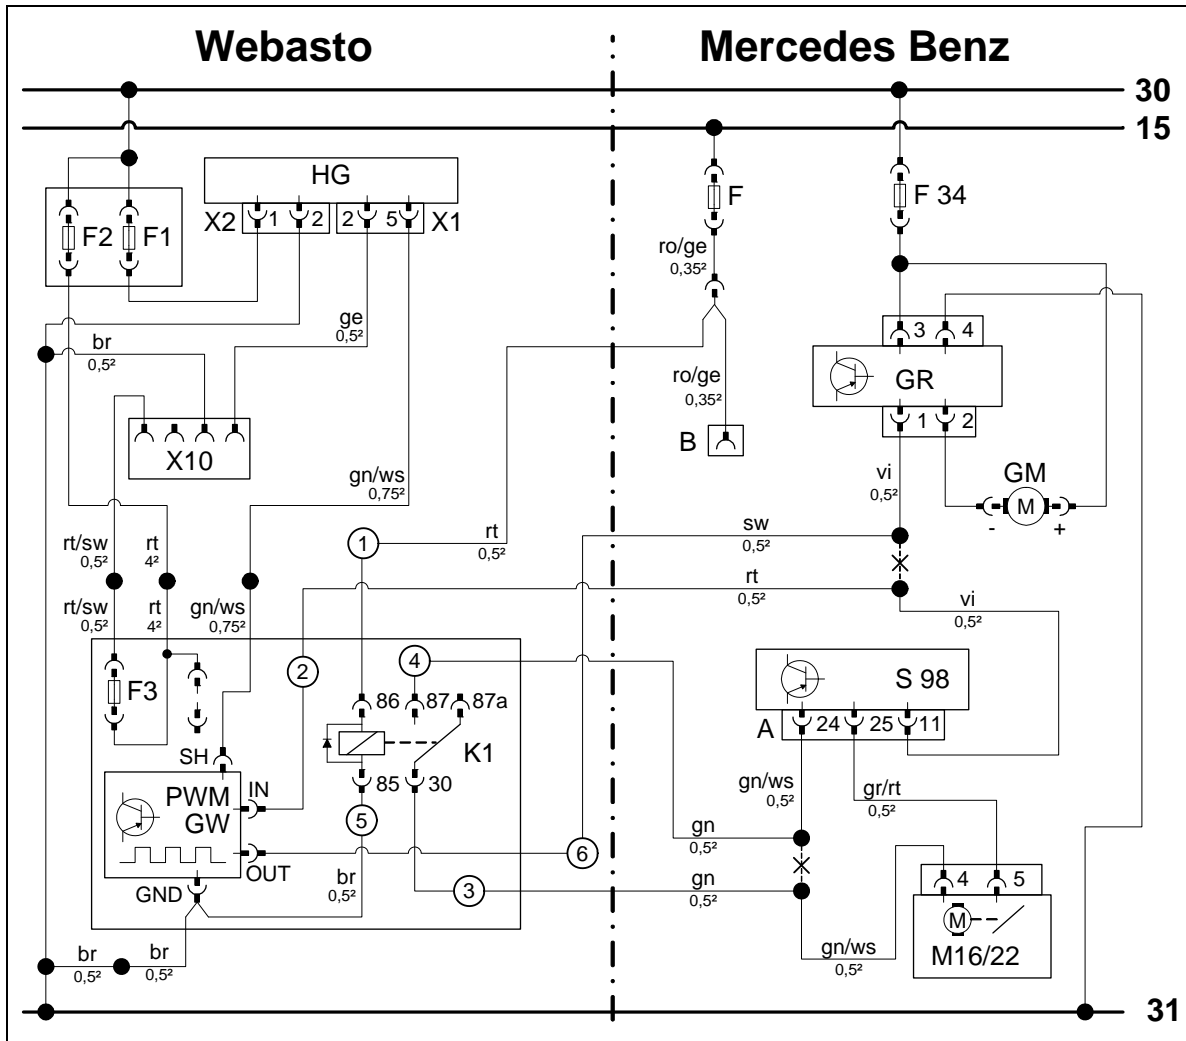 Webasto
Mercedes Benz
30
15
HG
X2 1 2 2 5 X1
F2 F1
F
F 34
ro/ge
0,35²
ge
0,5²
br
0,5²
3 4
GR
1 2
ro/ge
0,35²
B
X10
gn/ws
0,75²
vi
0,5²
GM
M
- +
rt/sw
0,5²
rt
4²
1
rt
0,5²
sw
0,5²
rt/sw
0,5²
rt
4²
gn/ws
0,75²
rt
0,5²
vi
0,5²
2
4
F3
86 87 87a
K1
S 98
A 24 25 11
SH
85 30
PWM
GW
IN
OUT
GND
5
6
gn/ws
0,5²
gr/rt
0,5²
gn
0,5²
br
0,5²
3
gn
0,5²
4 5
M
M16/22
br
0,5²
br
0,5²
gn/ws
0,5²
31